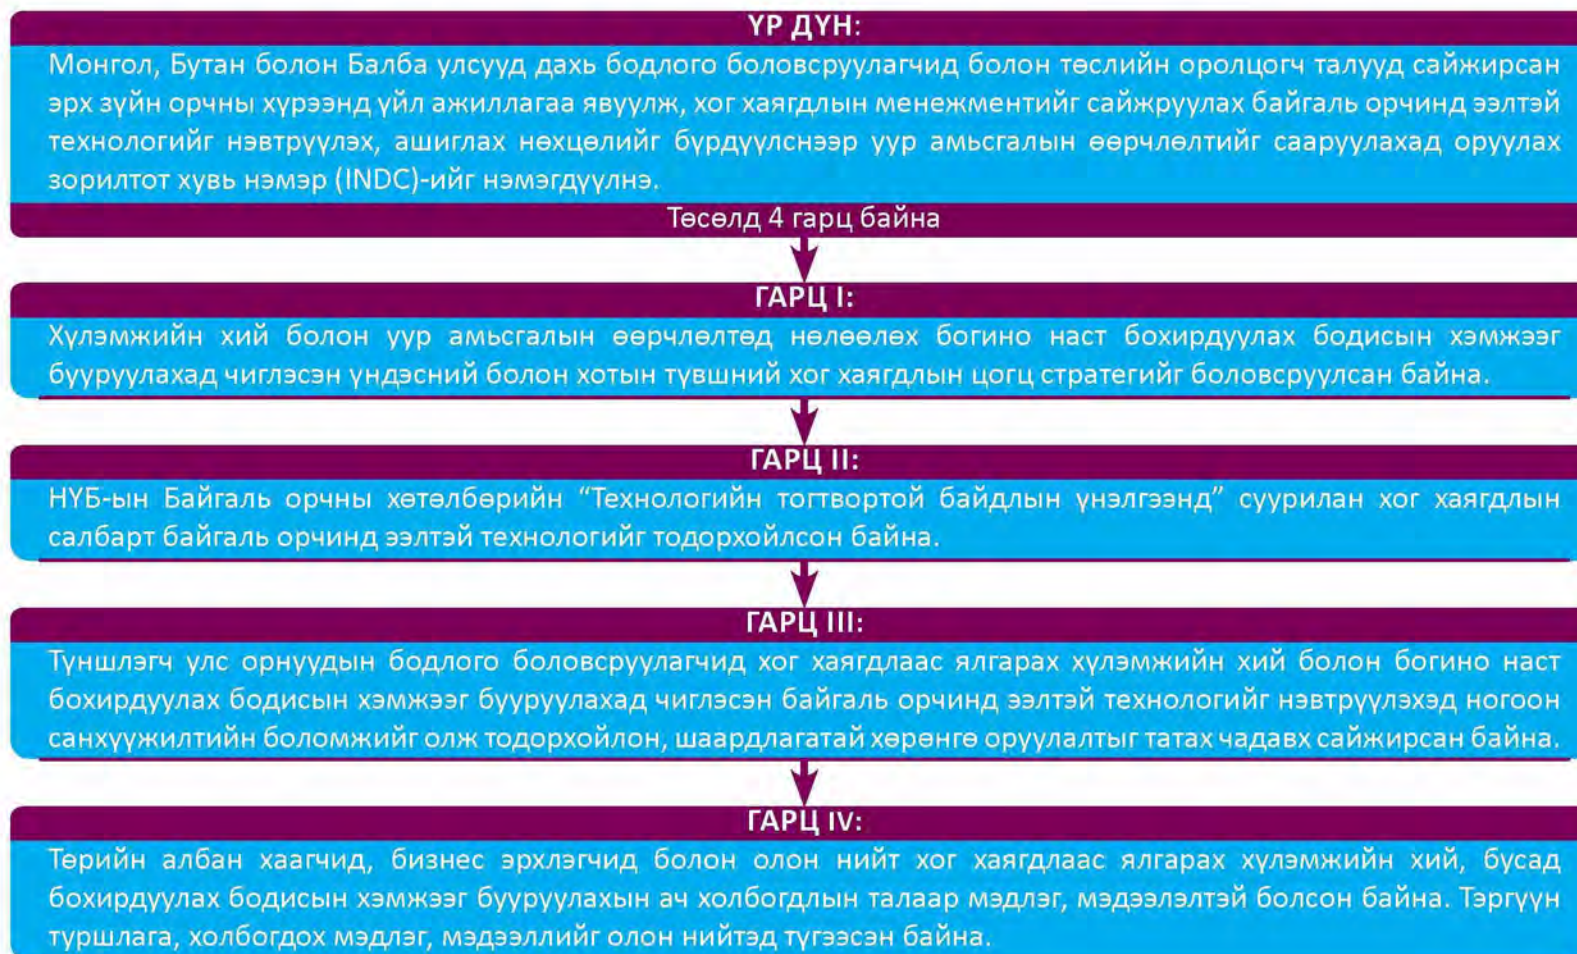 ҮР ДҮН:
Монгол, Бутан болон Балба улсууд дахь бодлого боловсруулагчид болон төслийн оролцогч талууд сайжирсан
эрх зүйн орчны хүрээнд үйл ажиллагаа явуулж, хог хаягдлын менежментийг сайжруулах байгаль орчинд ээлтэй
технологийг нэвтрүүлэх, ашиглах нөхцөлийг бүрдүүлснээр уур амьсгалын өөрчлөлтийг сааруулахад оруулах
зорилтот хувь нэмэр (INDC)-ийг нэмэгдүүлнэ.
Төсөлд 4 гарц байна
ГАРЦ I:
Хүлэмжийн хий болон уур амьсгалын өөрчлөлтөд нөлөөлөх богино наст бохирдуулах бодисын хэмжээг
бууруулахад чиглэсэн үндэсний болон хотын түвшний хог хаягдлын цогц стратегийг боловсруулсан байна.
ГАРЦ II:
НҮБ-ын Байгаль орчны хөтөлбөрийн “Технологийн тогтвортой байдлын үнэлгээнд” суурилан хог хаягдлын
салбарт байгаль орчинд ээлтэй технологийг тодорхойлсон байна.
ГАРЦ III:
Түншлэгч улс орнуудын бодлого боловсруулагчид хог хаягдлаас ялгарах хүлэмжийн хий болон богино наст
бохирдуулах бодисын хэмжээг бууруулахад чиглэсэн байгаль орчинд ээлтэй технологийг нэвтрүүлэхэд ногоон
санхүүжилтийн боломжийг олж тодорхойлон, шаардлагатай хөрөнгө оруулалтыг татах чадавх сайжирсан байна.
ГАРЦ IV:
Төрийн албан хаагчид, бизнес эрхлэгчид болон олон нийт хог хаягдлаас ялгарах хүлэмжийн хий, бусад
бохирдуулах бодисын хэмжээг бууруулахын ач холбогдлын талаар мэдлэг, мэдээлэлтэй болсон байна. Тэргүүн
туршлага, холбогдох мэдлэг, мэдээллийг олон нийтэд түгээсэн байна.